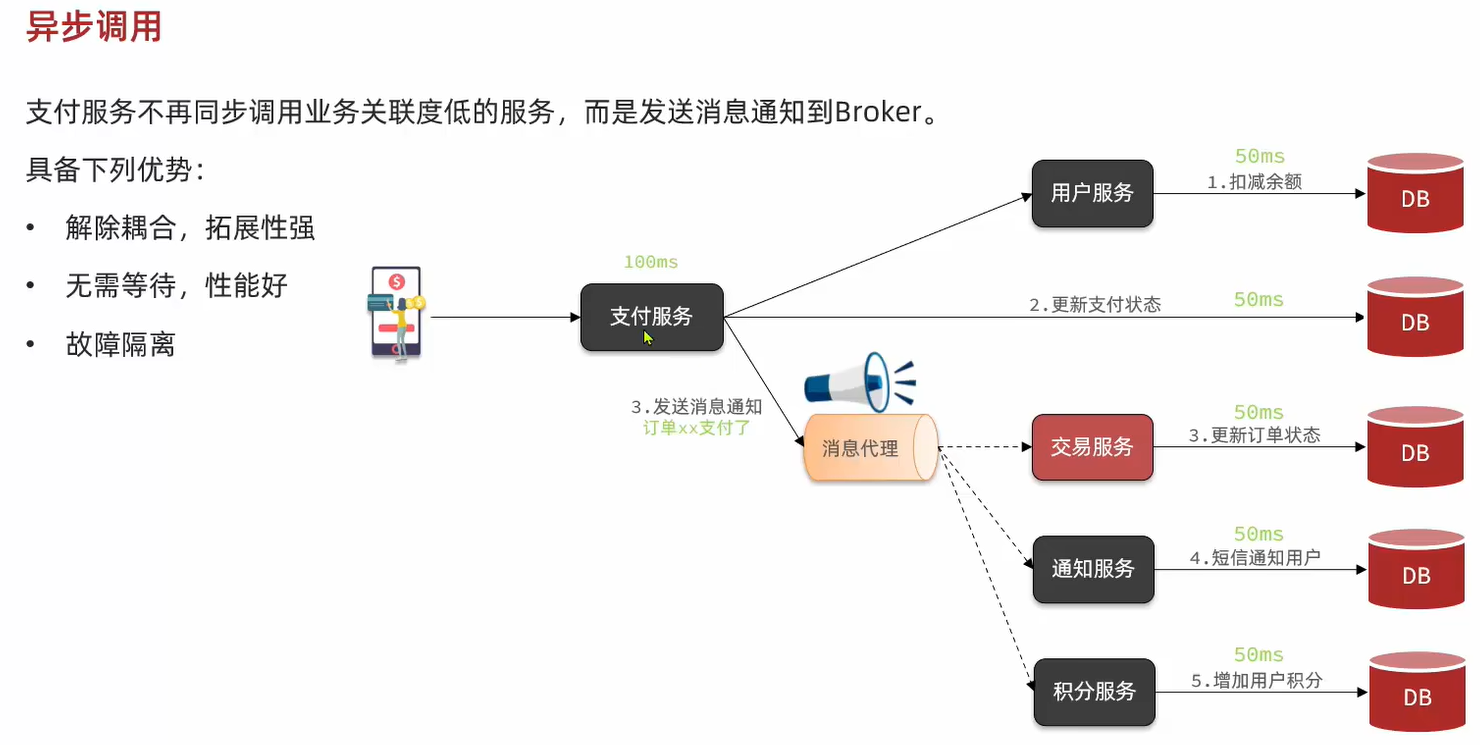 异步调用
支付服务不再同步调用业务关联度低的服务，而是发送消息通知到Broker。
具备下列优势：
• 解除耦合，拓展性强
• 无需等待，性能好
• 故障隔离
100ms
支付服务
用户服务
50ms
1.扣减余额
DB
2.更新支付状态
50ms
DB
3.发送消息通知
订单xx支付了
消息代理
交易服务
50ms
3.更新订单状态
DB
通知服务
50ms
4.短信通知用户
DB
积分服务
50ms
5.增加用户积分
DB